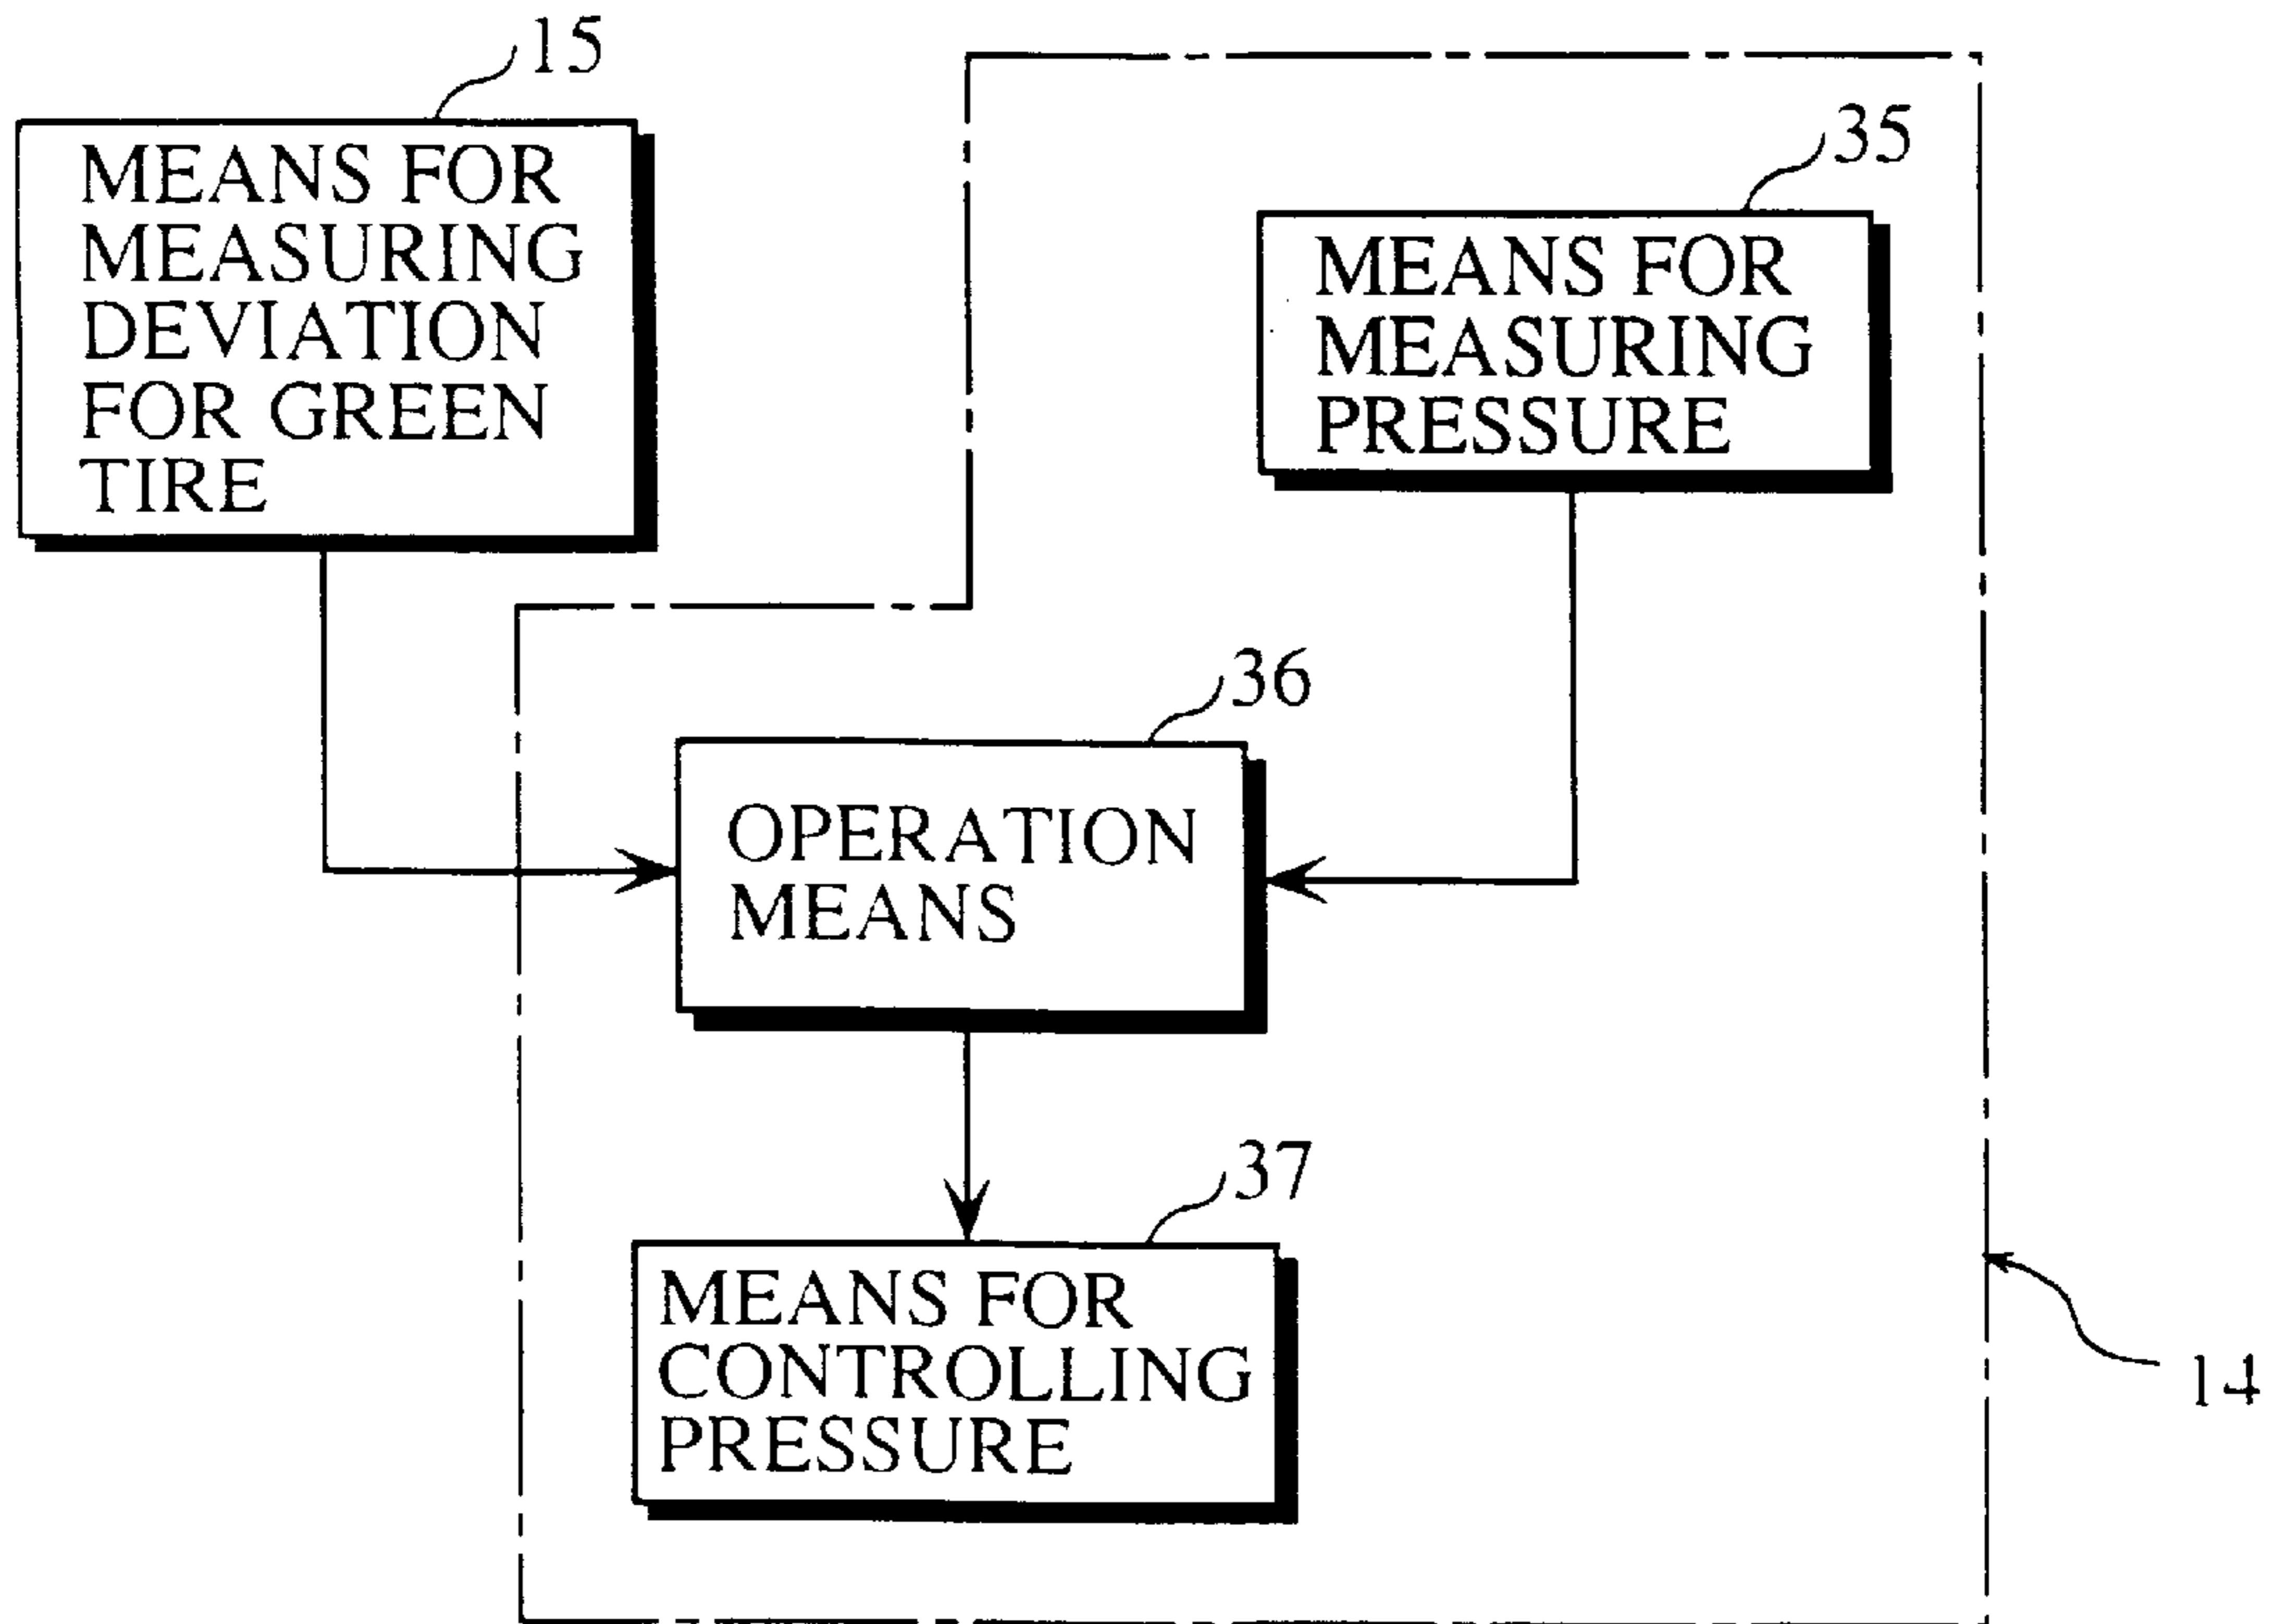 15
MEANS FOR
MEASURING
DEVIATION
FOR GREEN
TIRE
35
MEANS FOR
MEASURING
PRESSURE
36
OPERATION
MEANS
37
MEANS FOR
CONTROLLING
PRESSURE
14